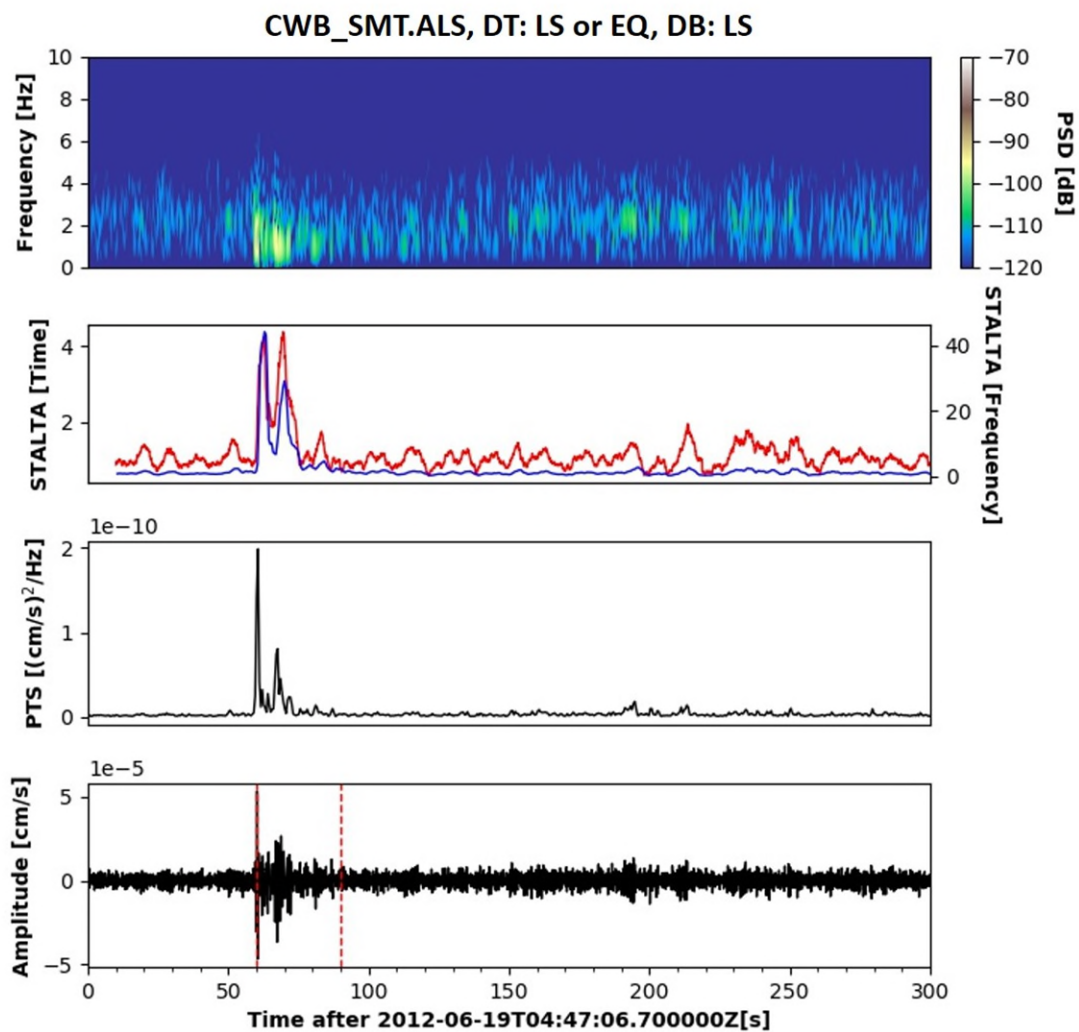 CWB_SMT.ALS, DT: LS or EQ, DB: LS
10
8
6
4
2
0
Frequency [Hz]
−70
−80
−90
−100
−110
−120
PSD [dB]
4
2
STALTA [Time]
40
20
0
STALTA [Frequency]
1e−10
2
1
0
PTS [(cm/s)²/Hz]
1e−5
5
0
−5
Amplitude [cm/s]
0 50 100 150 200 250 300
Time after 2012-06-19T04:47:06.700000Z[s]